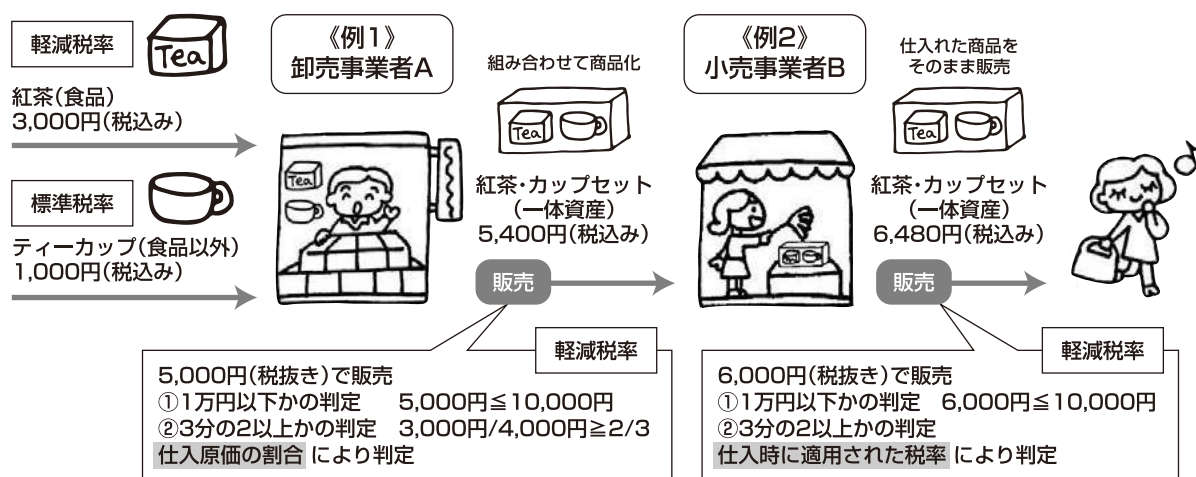 軽減税率
Tea
紅茶(食品)
3,000円(税込み)
標準税率
ティーカップ(食品以外)
1,000円(税込み)
《例1》
卸売事業者A
Tea
組み合わせて商品化
Tea
紅茶・カップセット
(一体資産)
5,400円(税込み)
販売
軽減税率
5,000円(税抜き)で販売
①1万円以下かの判定 5,000円≦10,000円
②3分の2以上かの判定 3,000円/4,000円≧2/3
仕入原価の割合 により判定
《例2》
小売事業者B
仕入れた商品を
そのまま販売
Tea
紅茶・カップセット
(一体資産)
6,480円(税込み)
販売
軽減税率
6,000円(税抜き)で販売
①1万円以下かの判定 6,000円≦10,000円
②3分の2以上かの判定
仕入時に適用された税率 により判定